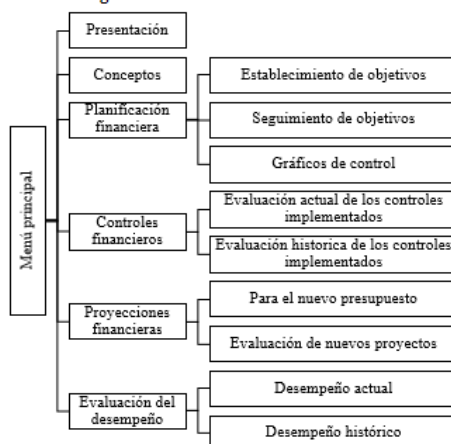 Presentación
Conceptos
Planificación
financiera
Establecimiento de objetivos
Seguimiento de objetivos
Gráficos de control
Menú principal
Controles
financieros
Evaluación actual de los controles
implementados
Evaluación historica de los controles
implementados
Proyecciones
financieras
Para el nuevo presupuesto
Evaluación de nuevos proyectos
Evaluación del
desempeño
Desempeño actual
Desempeño histórico